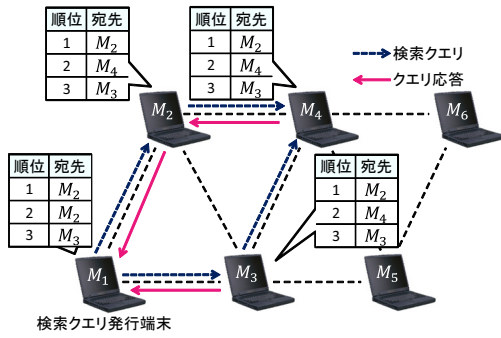 順位 宛先
1 M2
2 M4
3 M3
順位 宛先
1 M2
2 M4
3 M3
検索クエリ
クエリ応答
M2
M4
M6
順位 宛先
1 M2
2 M2
3 M3
順位 宛先
1 M2
2 M4
3 M3
M1
M3
M5
検索クエリ発行端末